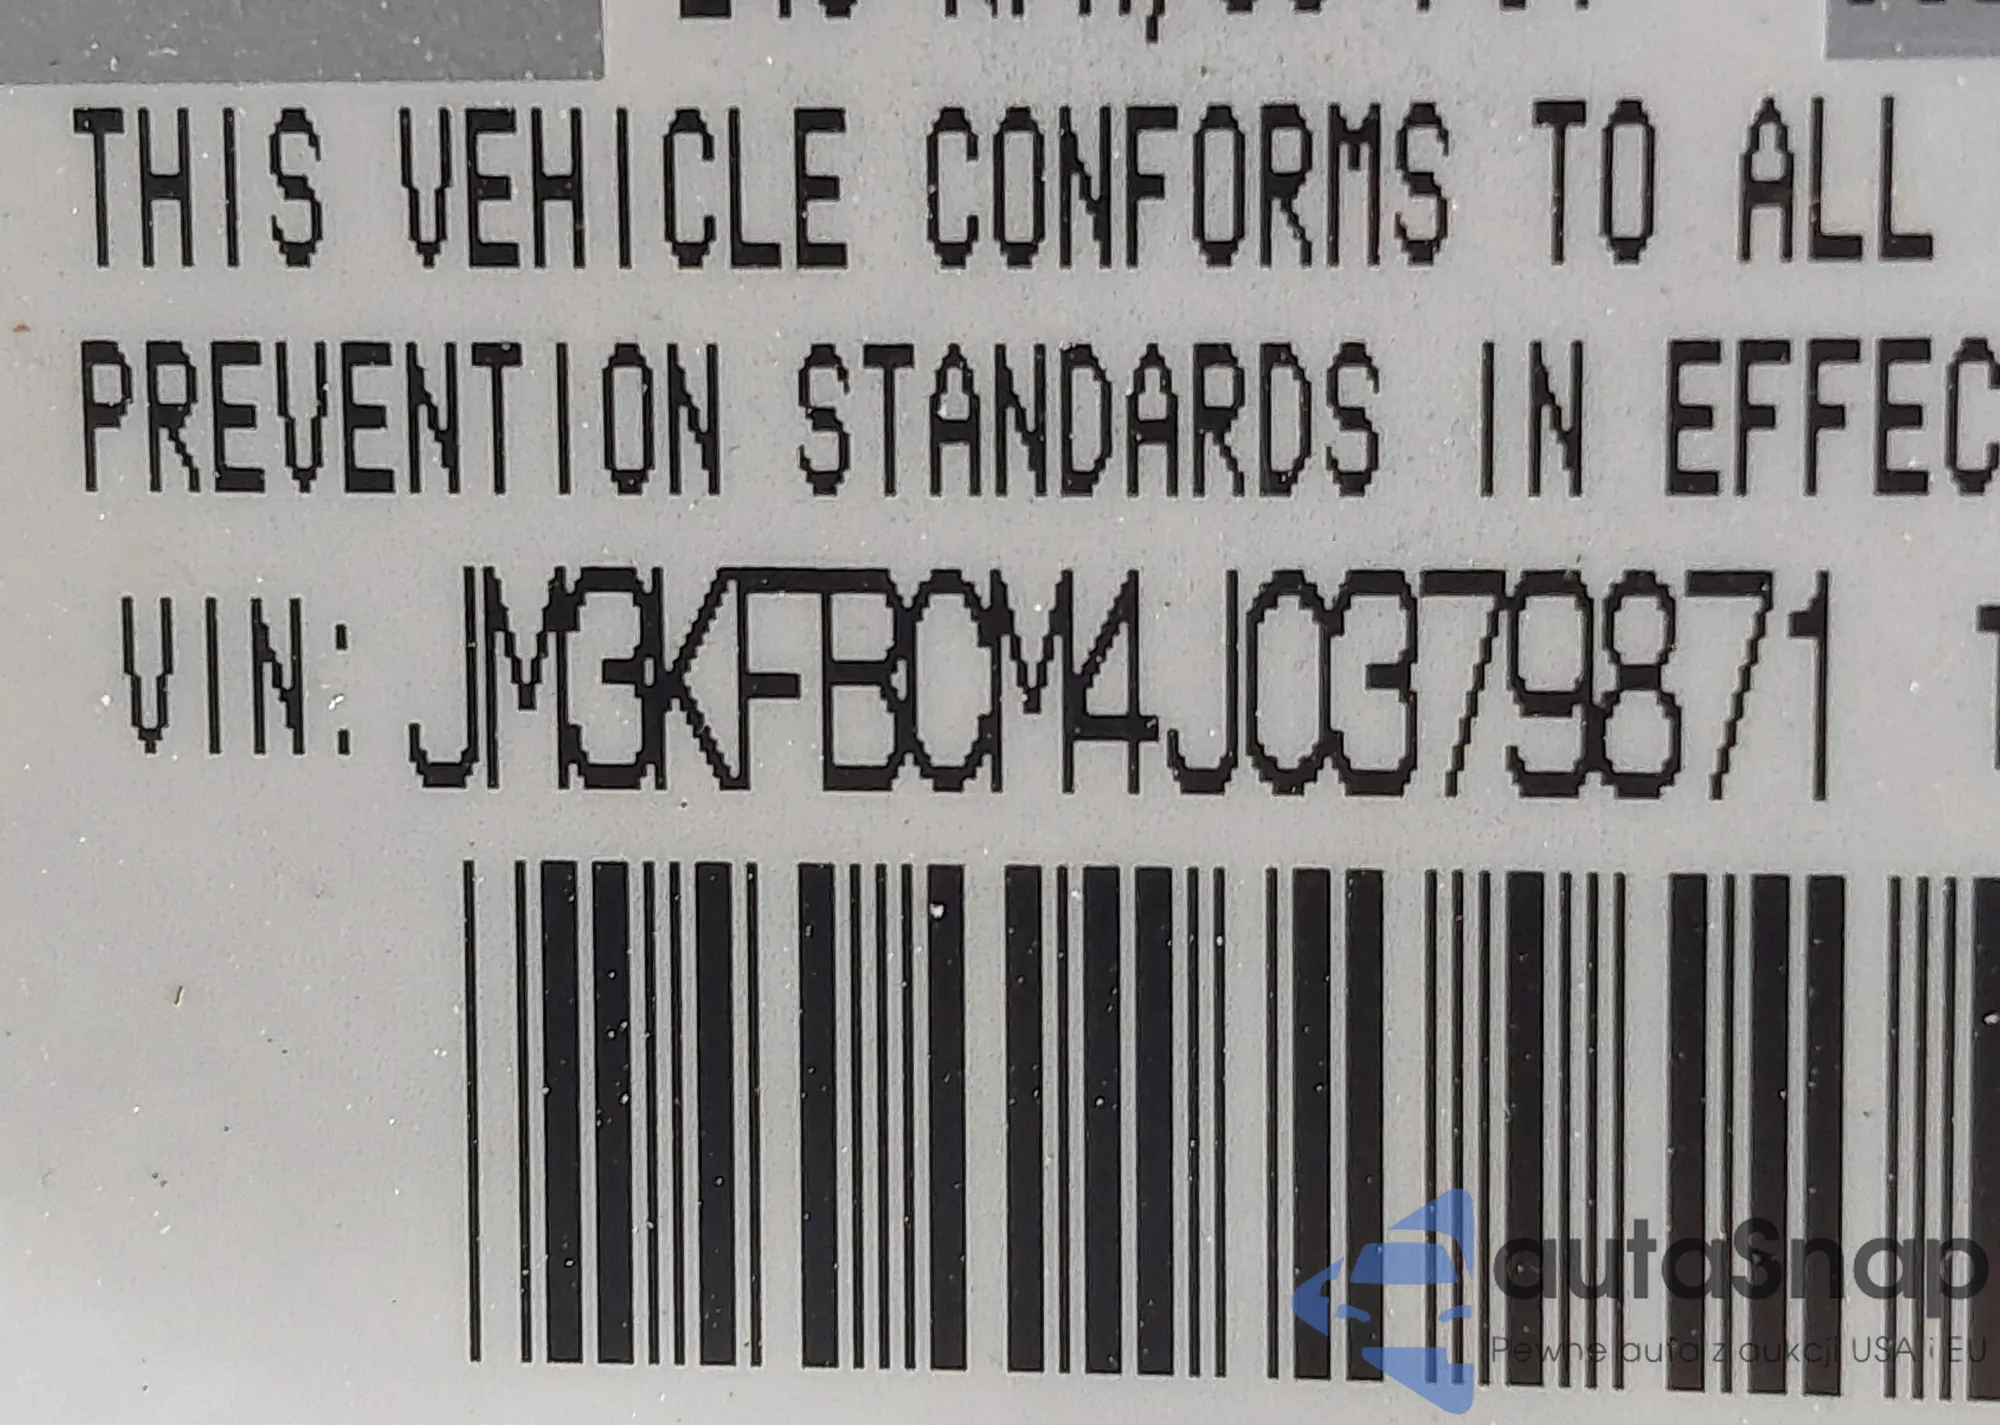 THIS VEHICLE CONFORMS TO ALL
PREVENTION STANDARDS IN EFFEC
VIN: JM3KFBCM4J0379871 T
autaSnap
Pewne auta z aukcji USA i EU